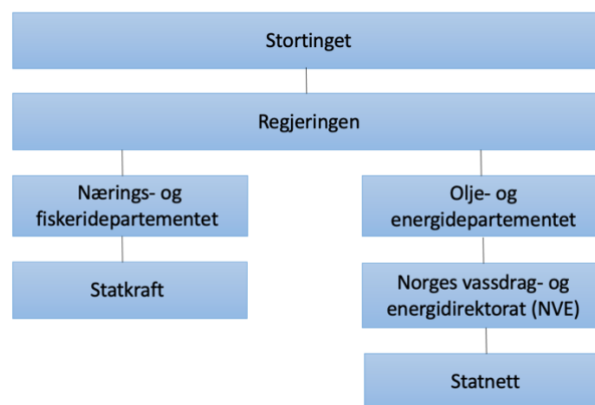 Stortinget
Regjeringen
Nærings- og
fiskeridepartementet
Olje- og
energidepartementet
Statkraft
Norges vassdrag- og
energidirektorat (NVE)
Statnett